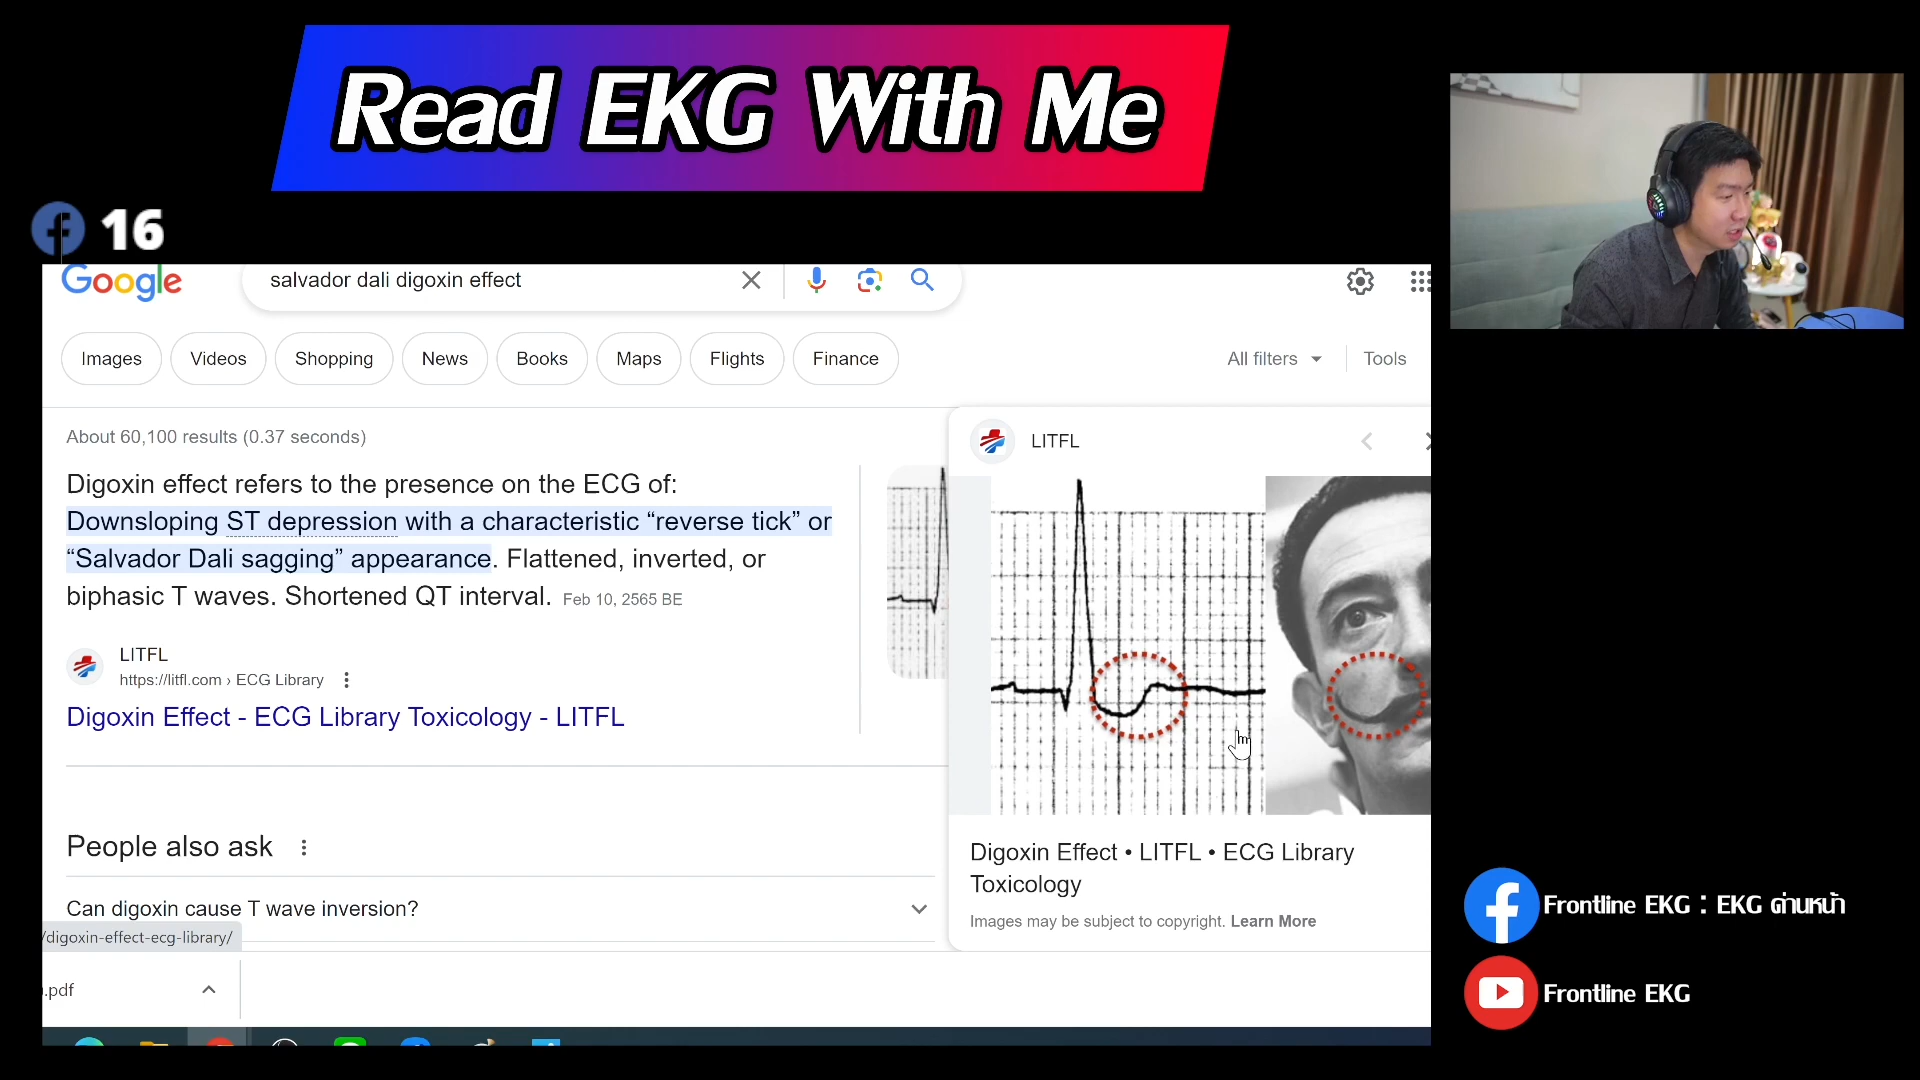 Read EKG With Me
16
Google
salvador dali digoxin effect
Images
Videos
Shopping
News
Books
Maps
Flights
Finance
All filters
Tools
About 60,100 results (0.37 seconds)
Digoxin effect refers to the presence on the ECG of:
Downsloping ST depression with a characteristic “reverse tick” or
“Salvador Dali sagging” appearance. Flattened, inverted, or
biphasic T waves. Shortened QT interval. Feb 10, 2565 BE
LITFL
https://litfl.com › ECG Library
Digoxin Effect - ECG Library Toxicology - LITFL
People also ask
Can digoxin cause T wave inversion?
/digoxin-effect-ecg-library/
.pdf
LITFL
Digoxin Effect • LITFL • ECG Library
Toxicology
Images may be subject to copyright. Learn More
Frontline EKG : EKG ด่านหน้า
Frontline EKG